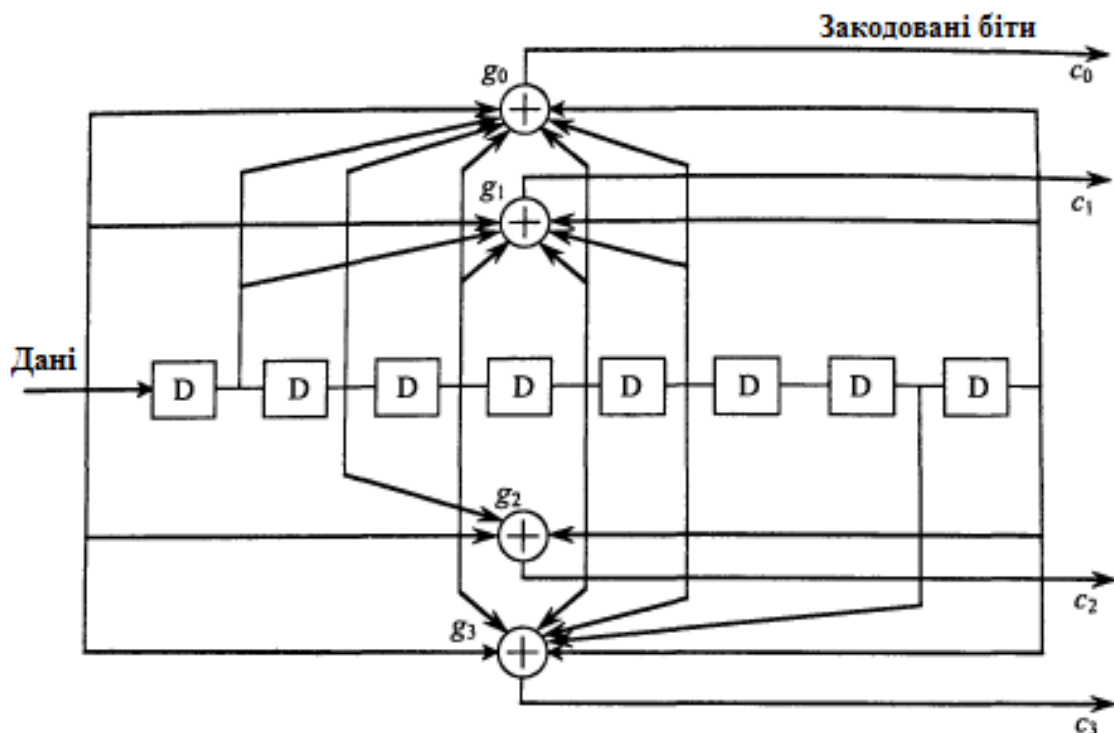 Закодовані біти
g₀
c₀
g₁
c₁
Дані
D D D D D D D D
g₂
c₂
g₃
c₃